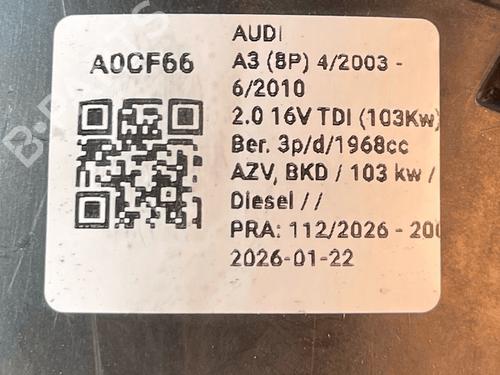 A0CF66
AUDI
A3 (8P) 4/2003 -
6/2010
2.0 16V TDI (103Kw)
Ber. 3p/d/1968cc
AZV, BKD / 103 kw /
Diesel / /
PRA: 112/2026 - 200
2026-01-22